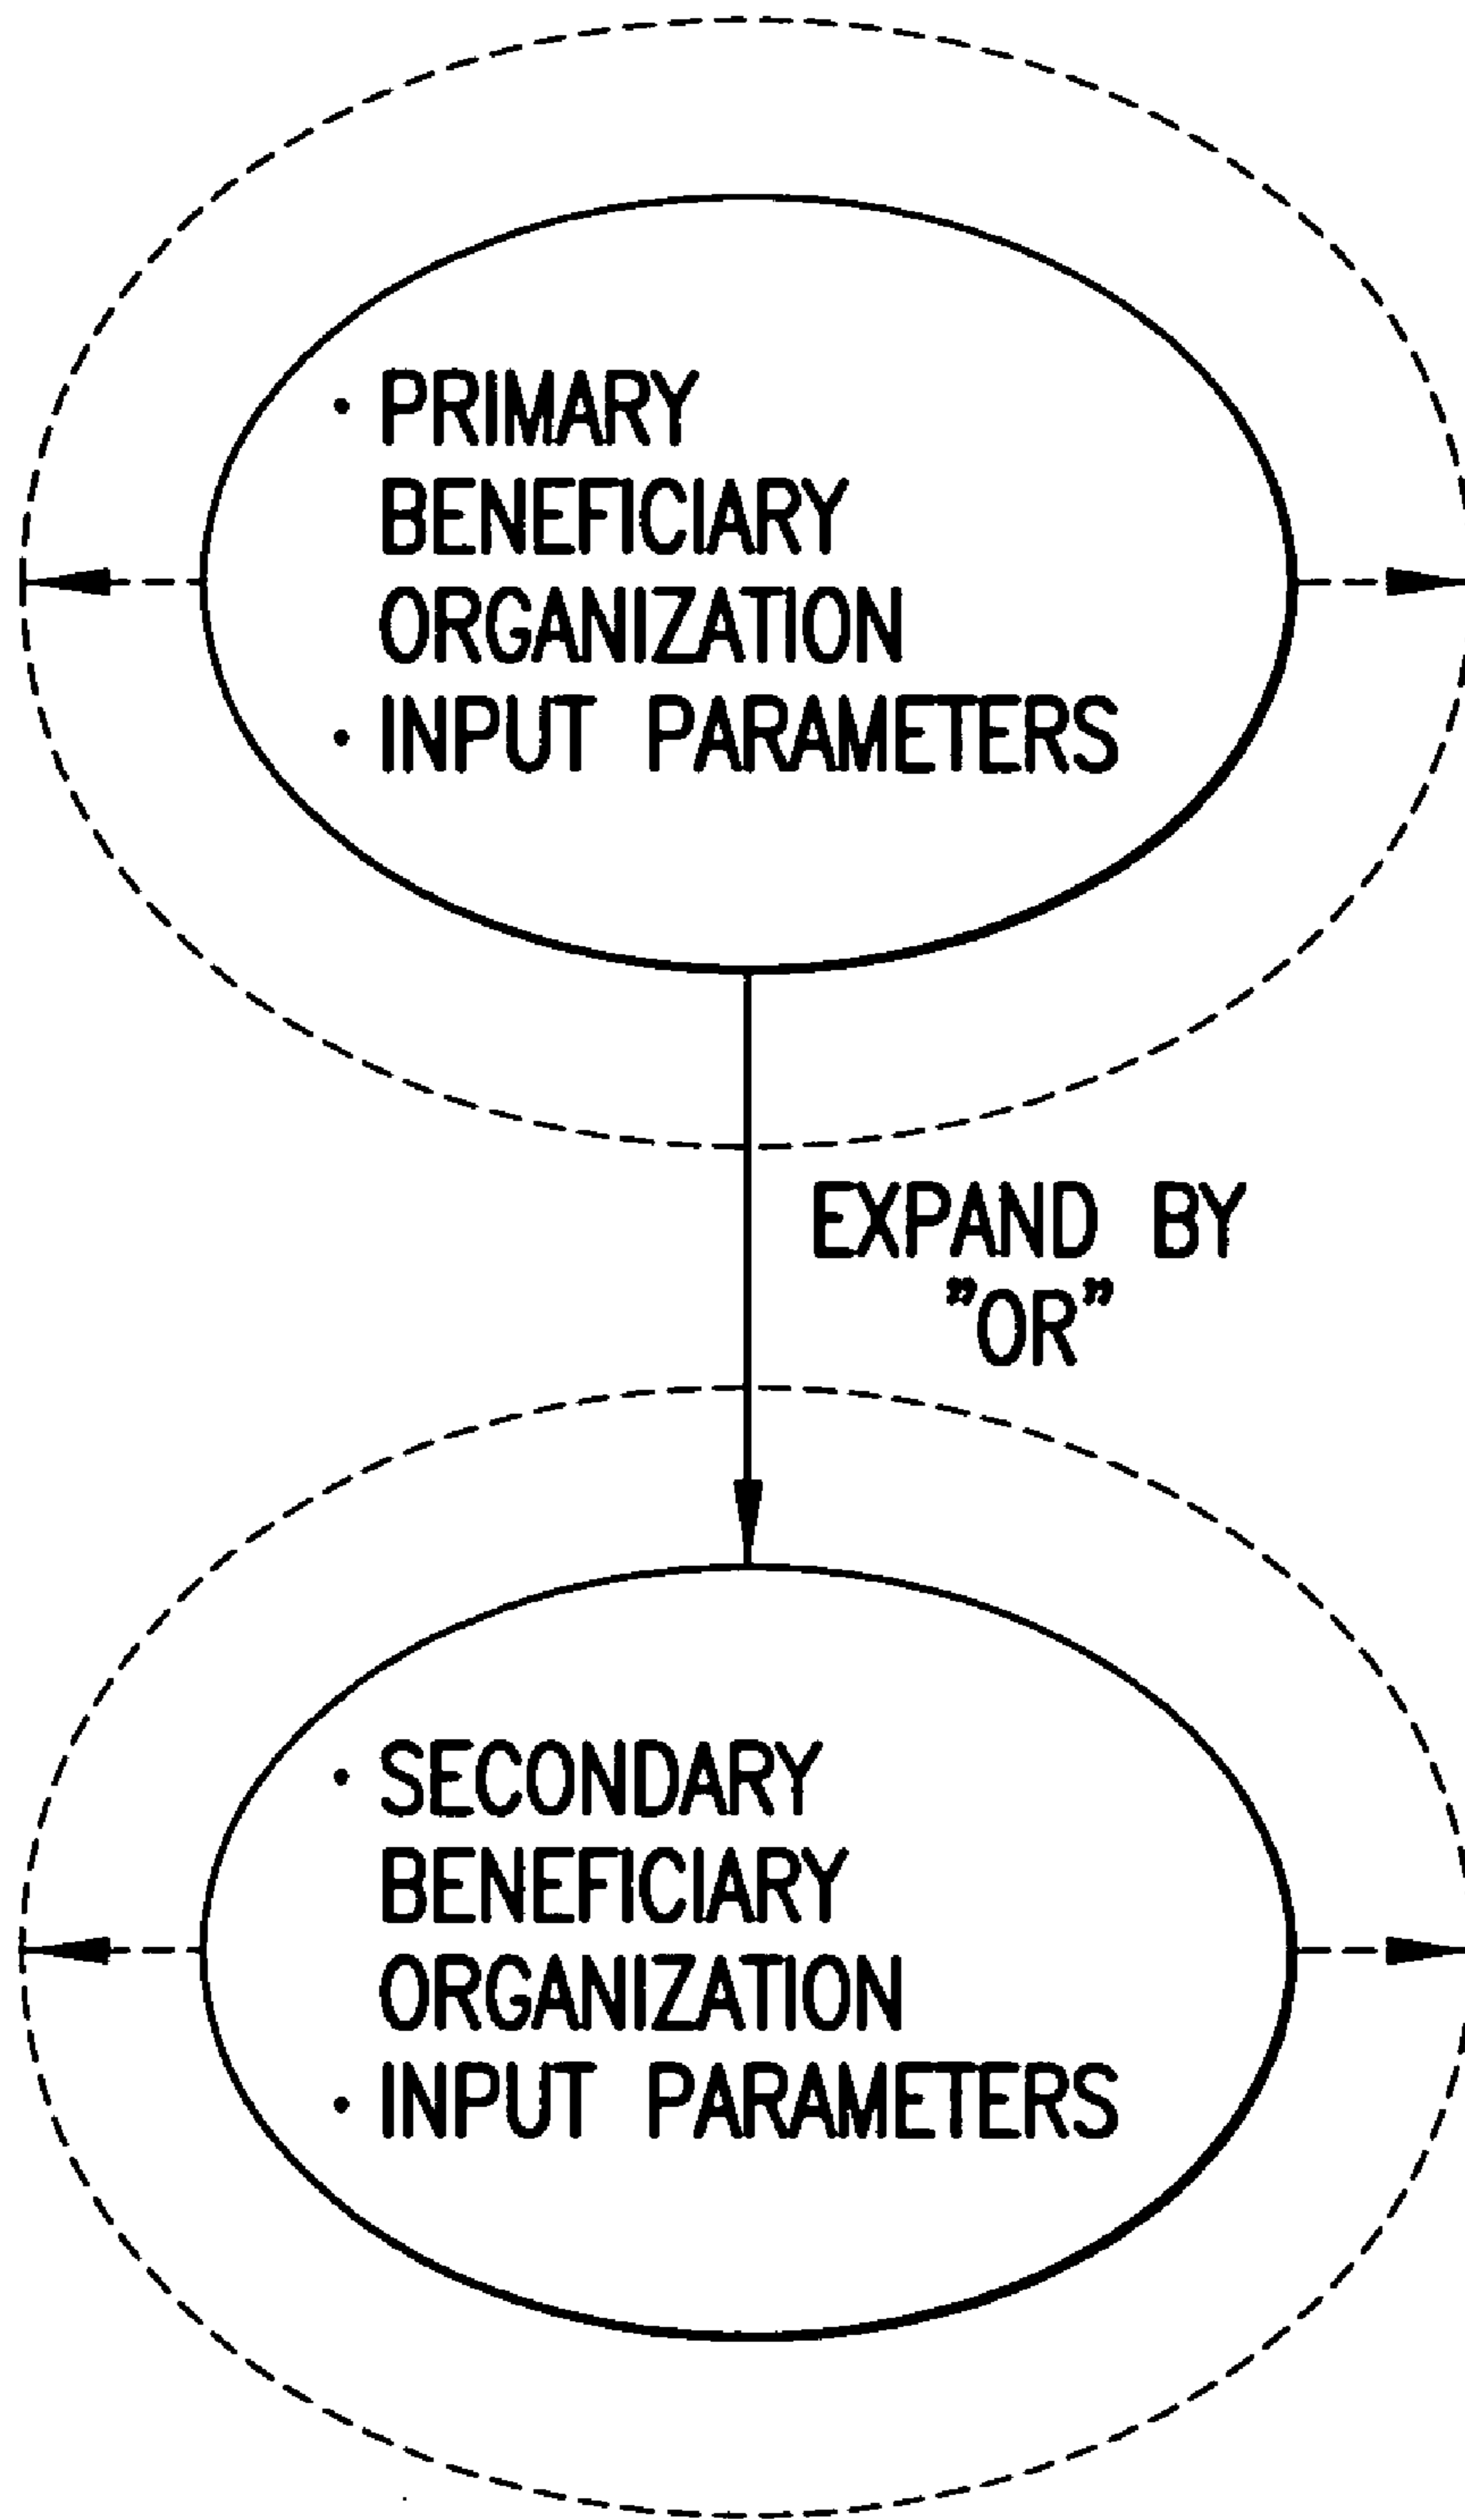 · PRIMARY
BENEFICIARY
ORGANIZATION
· INPUT PARAMETERS
EXPAND BY
"OR"
· SECONDARY
BENEFICIARY
ORGANIZATION
· INPUT PARAMETERS